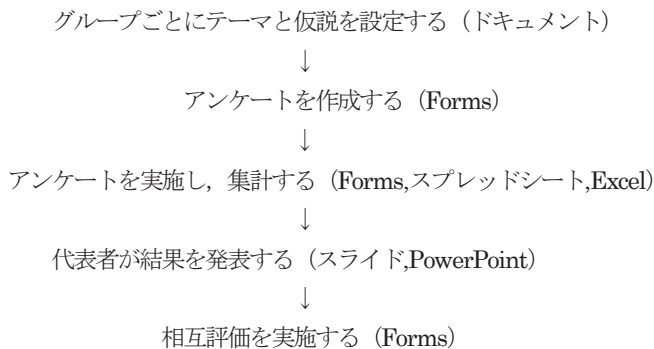 グループごとにテーマと仮説を設定する（ドキュメント）
↓
アンケートを作成する（Forms）
↓
アンケートを実施し，集計する（Forms,スプレッドシート,Excel）
↓
代表者が結果を発表する（スライド,PowerPoint）
↓
相互評価を実施する（Forms）